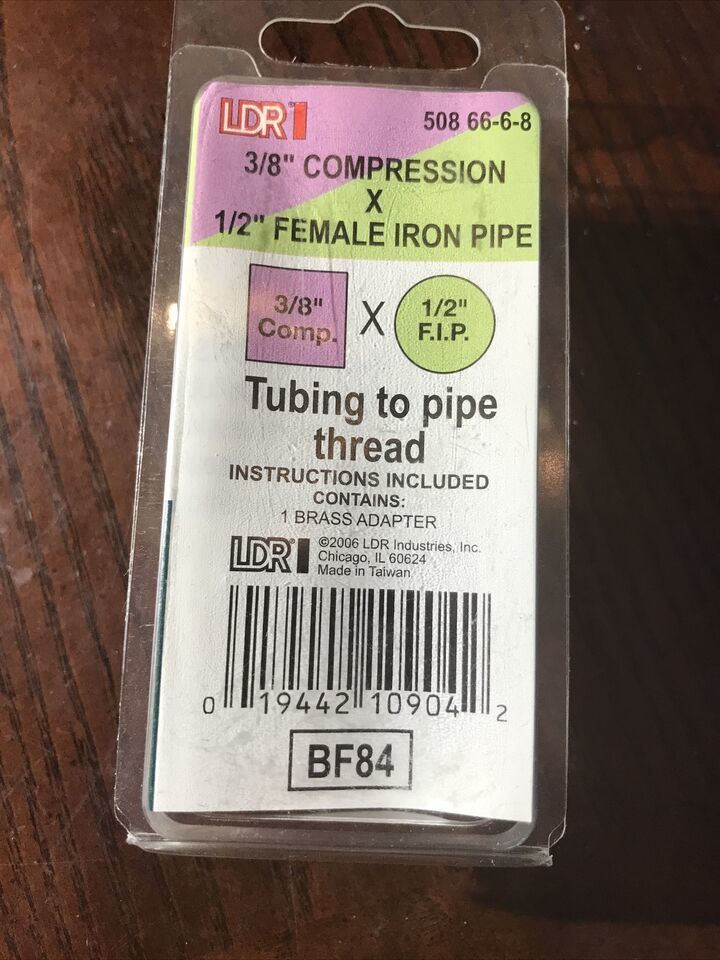 LDR® 508 66-6-8
3/8" COMPRESSION
X
1/2" FEMALE IRON PIPE
3/8" X 1/2"
Comp. F.I.P.
Tubing to pipe
thread
INSTRUCTIONS INCLUDED
CONTAINS:
1 BRASS ADAPTER
LDR® ©2006 LDR Industries, Inc.
Chicago, IL 60624
Made in Taiwan
0 19442 10904 2
BF84